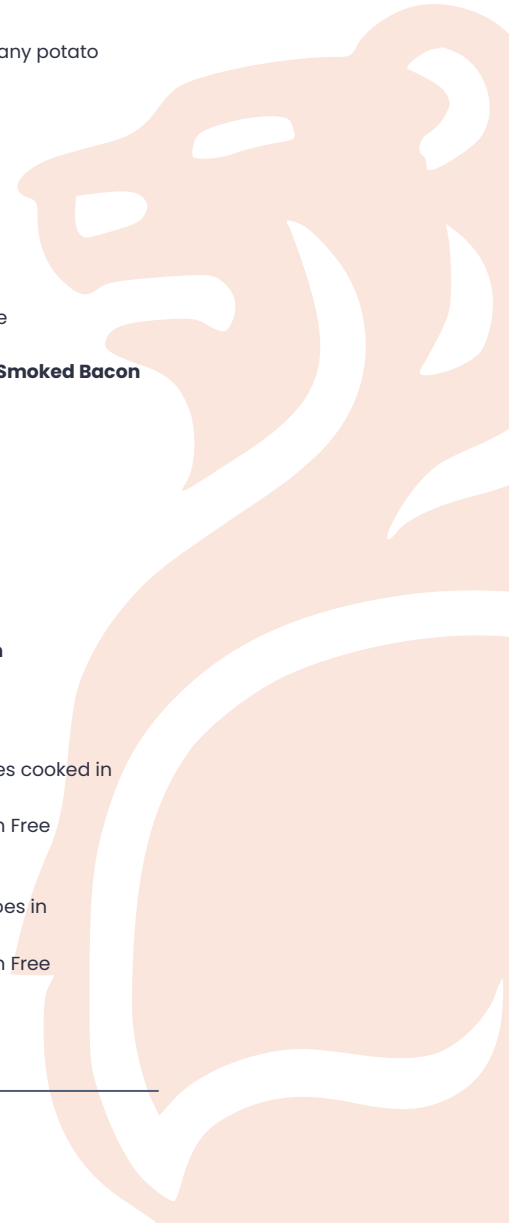 any potato
e
Smoked Bacon
n
es cooked in
n Free
oes in
n Free